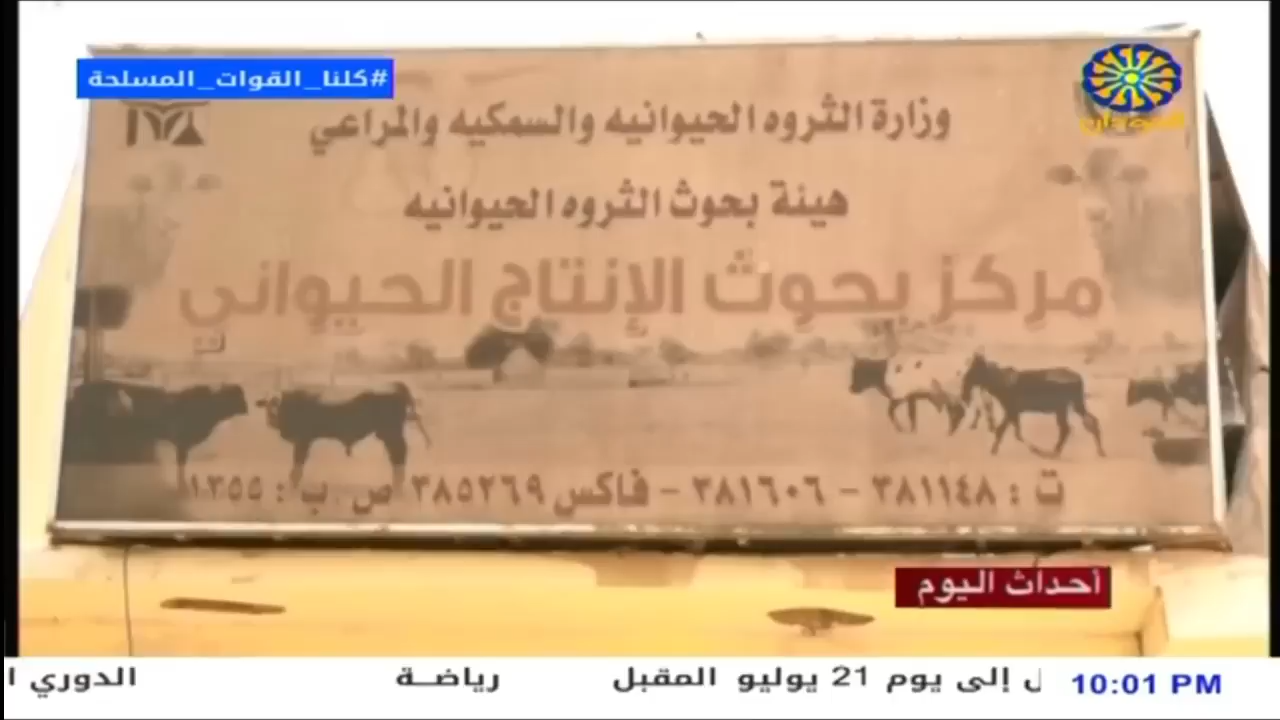 #كلنا_القوات_المسلحة
السودان
وزارة الثروه الحيوانيه والسمكيه والمراعي
هيئة بحوث الثروه الحيوانيه
مركز بحوث الإنتاج الحيواني
ت : ٣٨١١٤٨ - ٣٨١٦٠٦ - فاكس ٣٨٥٢٦٩ ص . ب : ١٣٥٥
أحداث اليوم
إلى يوم 21 يوليو المقبل رياضة الدوري
10:01 PM